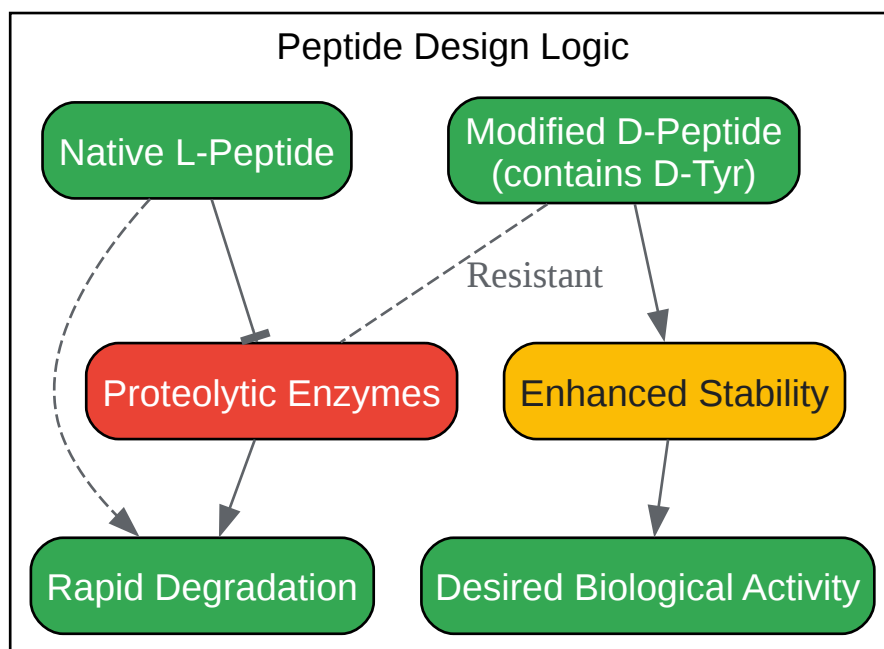 Peptide Design Logic
Native L-Peptide
Modified D-Peptide
(contains D-Tyr)
Resistant
Proteolytic Enzymes
Enhanced Stability
Rapid Degradation
Desired Biological Activity